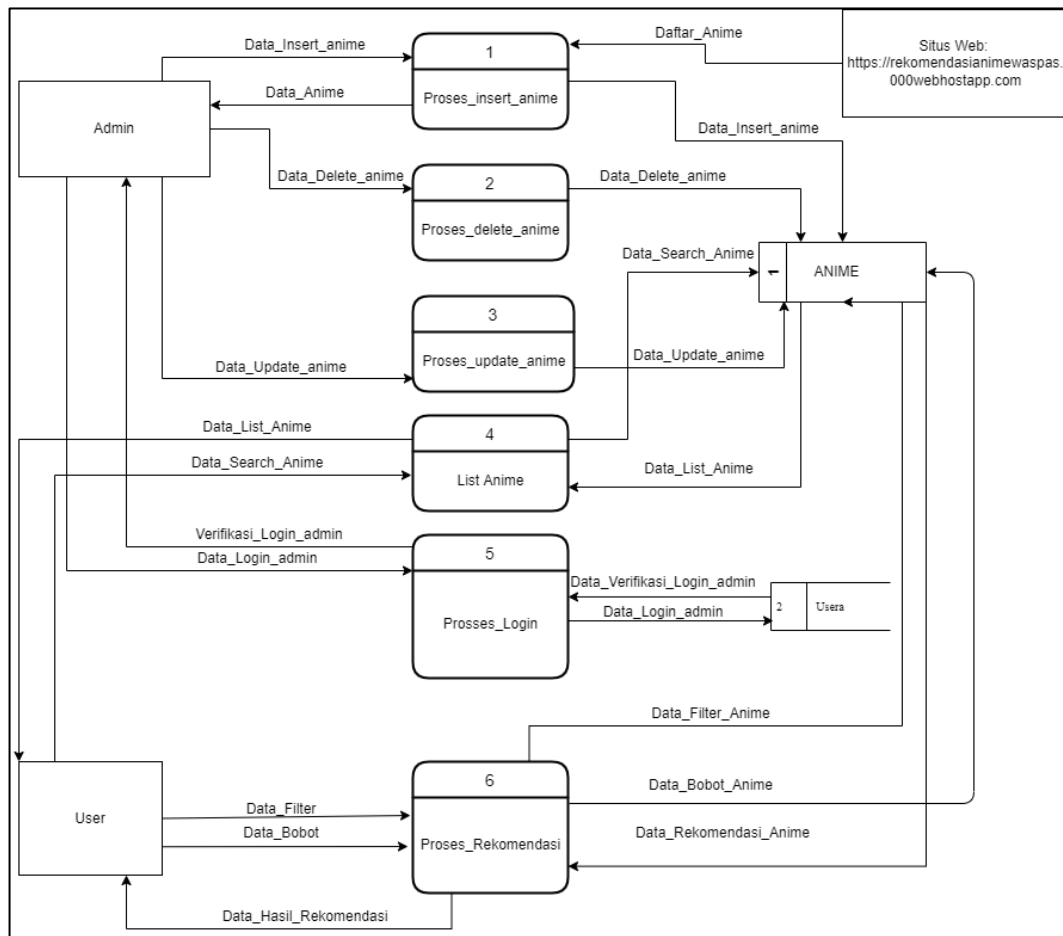 Data_Insert_anime
1
Daftar_Anime
Situs Web:
https://rekomendasianimewaspas.
000webhostapp.com
Data_Anime
Proses_insert_anime
Admin
Data_Insert_anime
Data_Delete_anime
2
Data_Delete_anime
Proses_delete_anime
Data_Search_Anime
1
ANIME
3
Data_Update_anime
Proses_update_anime
Data_Update_anime
Data_List_Anime
4
Data_Search_Anime
List Anime
Data_List_Anime
Verifikasi_Login_admin
5
Data_Login_admin
Data_Verifikasi_Login_admin
2
Usera
Data_Login_admin
Prosses_Login
Data_Filter_Anime
6
Data_Filter
Data_Bobot_Anime
User
Data_Bobot
Proses_Rekomendasi
Data_Rekomendasi_Anime
Data_Hasil_Rekomendasi